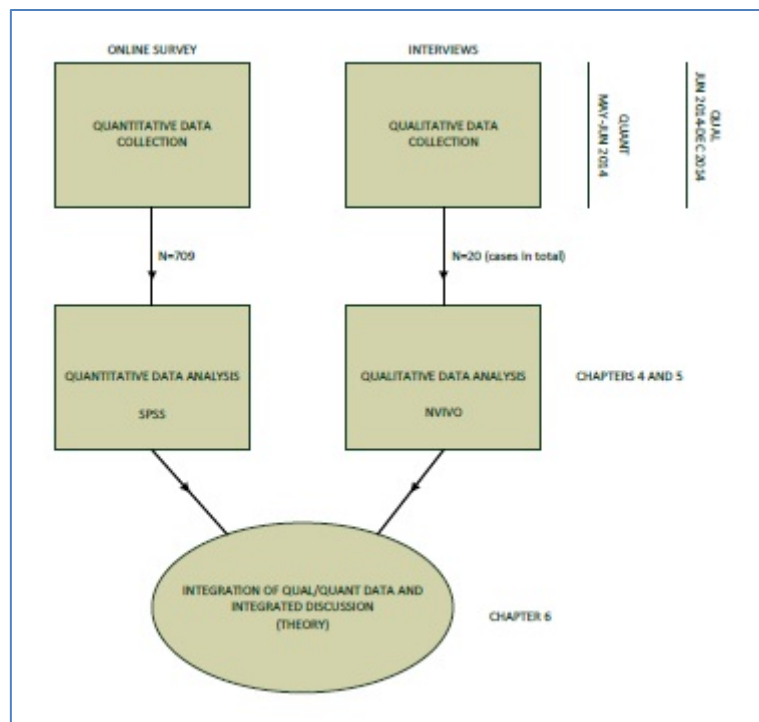 ONLINE SURVEY
INTERVIEWS
QUANTITATIVE DATA
COLLECTION
QUALITATIVE DATA
COLLECTION
QUANT
MAY-JUN 2014
QUAL
JUN 2014-DEC 2014
N=709
N=20 (cases in total)
QUANTITATIVE DATA ANALYSIS
SPSS
QUALITATIVE DATA ANALYSIS
NVIVO
CHAPTERS 4 AND 5
INTEGRATION OF QUAL/QUANT DATA AND
INTEGRATED DISCUSSION
(THEORY)
CHAPTER 6